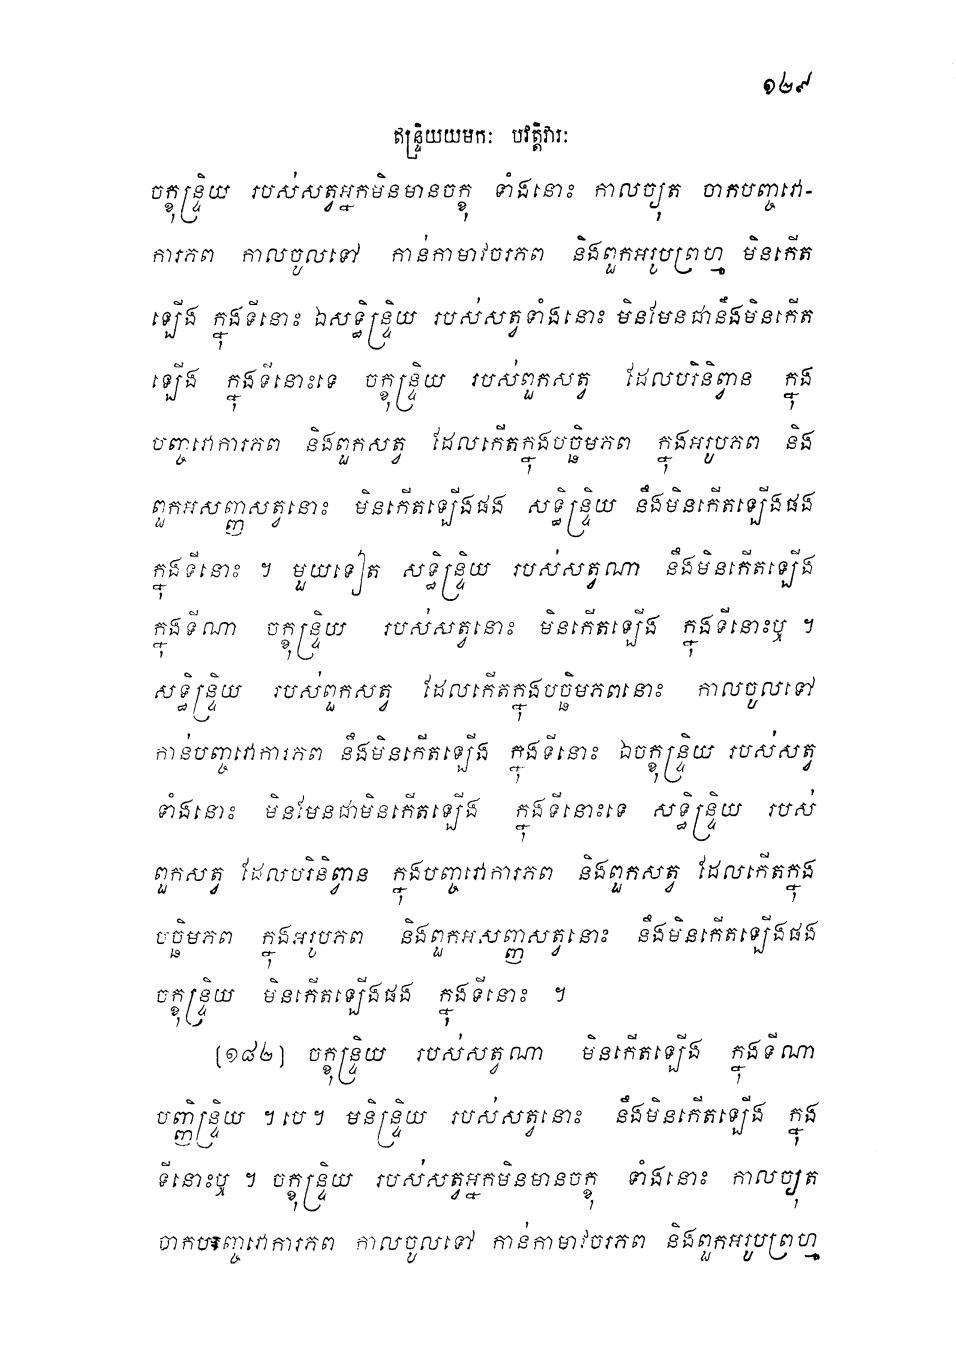 ១២៩
ឥន្ទ្រិយយមកៈ បវត្តិវារៈ
ចក្ខុន្ទ្រិយ របស់សត្វអ្នកមិនមានចក្ខុ ទាំងនោះ កាលច្យុត ចាកបញ្ចវោ-
ការភព កាលចូលទៅ កាន់កាមាវចរភព និងពួកអរូបព្រហ្ម មិនកើត
ឡើង ក្នុងទីនោះ ឯសទ្ធិន្ទ្រិយ របស់សត្វទាំងនោះ មិនមែនជានឹងមិនកើត
ឡើង ក្នុងទីនោះទេ ចក្ខុន្ទ្រិយ របស់ពួកសត្វ ដែលបរិនិព្វាន ក្នុង
បញ្ចវោការភព និងពួកសត្វ ដែលកើតក្នុងបច្ឆិមភព ក្នុងអរូបភព និង
ពួកអសញ្ញសត្វនោះ មិនកើតឡើងផង សទ្ធិន្ទ្រិយ នឹងមិនកើតឡើងផង
ក្នុងទីនោះ ។ មួយទៀត សទ្ធិន្ទ្រិយ របស់សត្វណា នឹងមិនកើតឡើង
ក្នុងទីណា ចក្ខុន្ទ្រិយ របស់សត្វនោះ មិនកើតឡើង ក្នុងទីនោះឬ ។
សទ្ធិន្ទ្រិយ របស់ពួកសត្វ ដែលកើតក្នុងបច្ឆិមភពនោះ កាលចូលទៅ
កាន់បញ្ចវោការភព នឹងមិនកើតឡើង ក្នុងទីនោះ ឯចក្ខុន្ទ្រិយ របស់សត្វ
ទាំងនោះ មិនមែនជាមិនកើតឡើង ក្នុងទីនោះទេ សទ្ធិន្ទ្រិយ របស់
ពួកសត្វ ដែលបរិនិព្វាន ក្នុងបញ្ចវោការភព និងពួកសត្វ ដែលកើតក្នុង
បច្ឆិមភព ក្នុងអរូបភព និងពួកអសញ្ញសត្វនោះ នឹងមិនកើតឡើងផង
ចក្ខុន្ទ្រិយ មិនកើតឡើងផង ក្នុងទីនោះ ។
[១៨២] ចក្ខុន្ទ្រិយ របស់សត្វណា មិនកើតឡើង ក្នុងទីណា
បញ្ញិន្ទ្រិយ ។ បេ ។ មនិន្ទ្រិយ របស់សត្វនោះ នឹងមិនកើតឡើង ក្នុង
ទីនោះឬ ។ ចក្ខុន្ទ្រិយ របស់សត្វអ្នកមិនមានចក្ខុ ទាំងនោះ កាលច្យុត
ចាកបញ្ចវោការភព កាលចូលទៅ កាន់កាមាវចរភព និងពួកអរូបព្រហ្ម